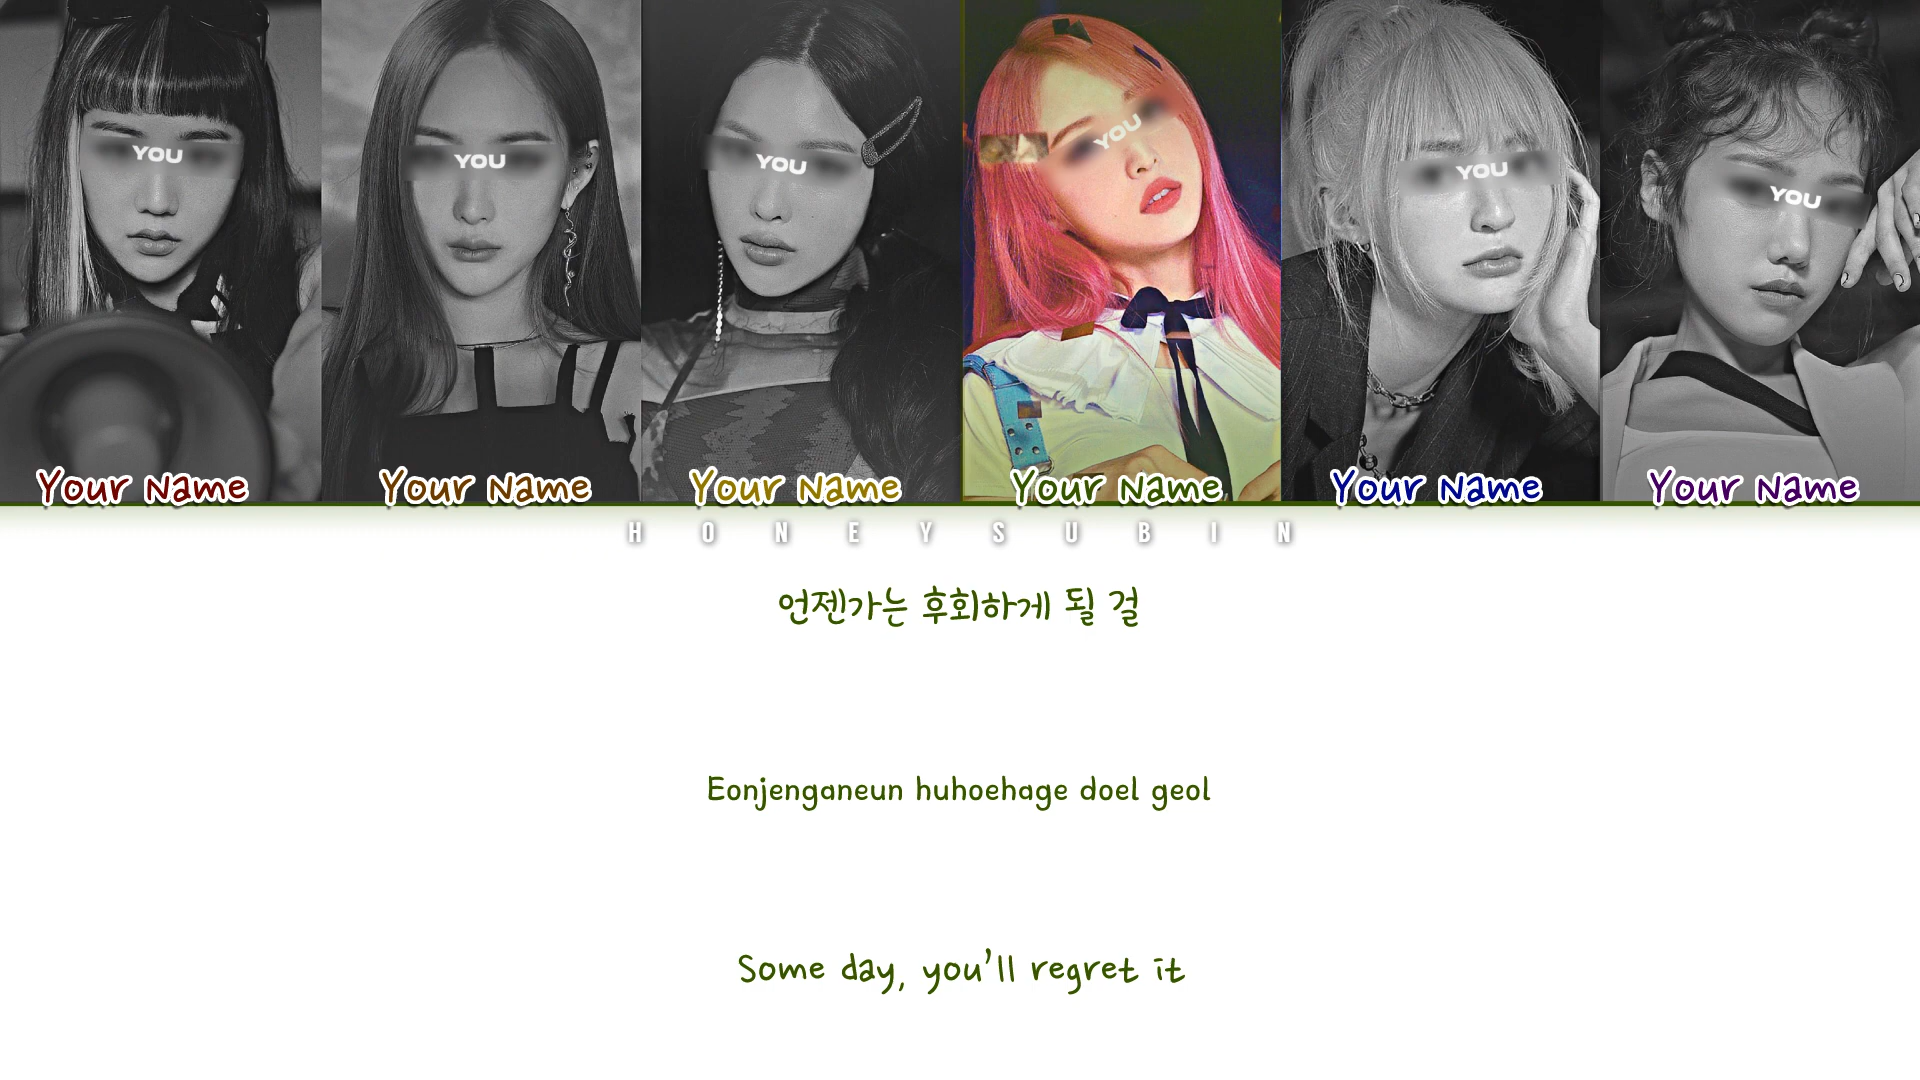 YOU YOU YOU YOU YOU YOU
Your Name Your Name Your Name Your Name Your Name Your Name
HONEYSUBIN
언젠가는 후회하게 될 걸
Eonjenganeun huhoehage doel geol
Some day, you'll regret it